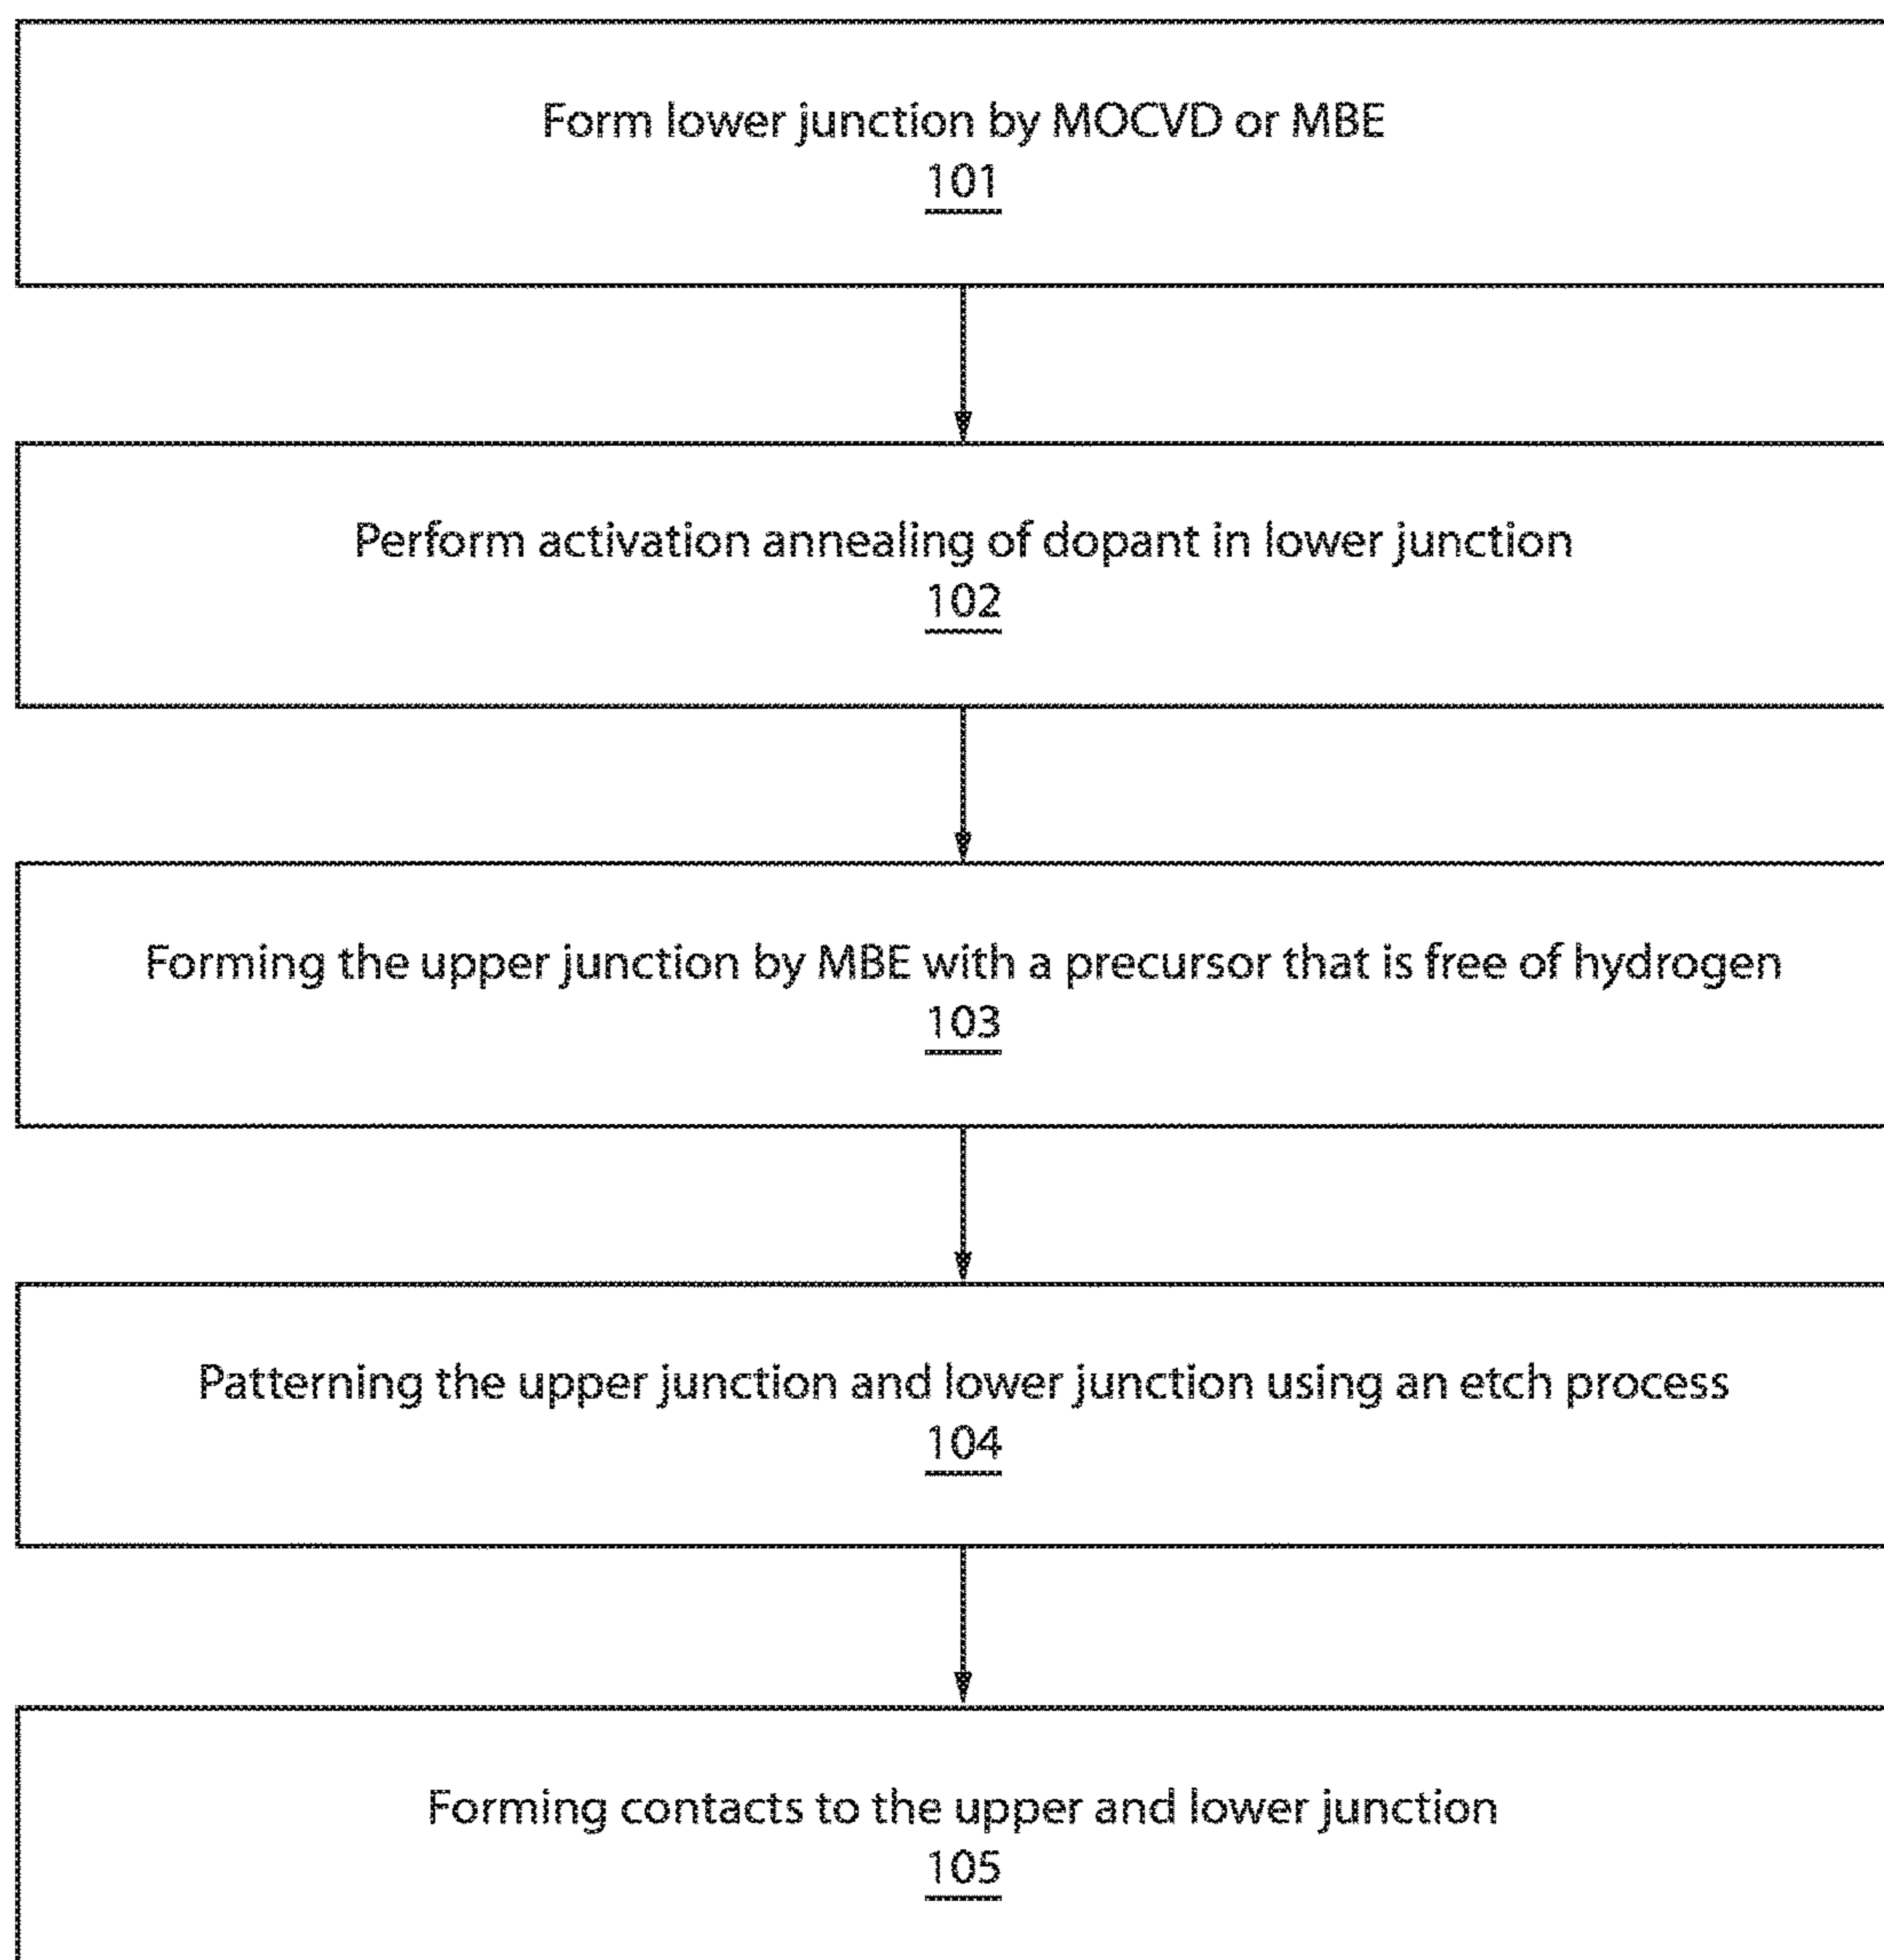 Form lower junction by MOCVD or MBE
101
Perform activation annealing of dopant in lower junction
102
Forming the upper junction by MBE with a precursor that is free of hydrogen
103
Patterning the upper junction and lower junction using an etch process
104
Forming contacts to the upper and lower junction
105